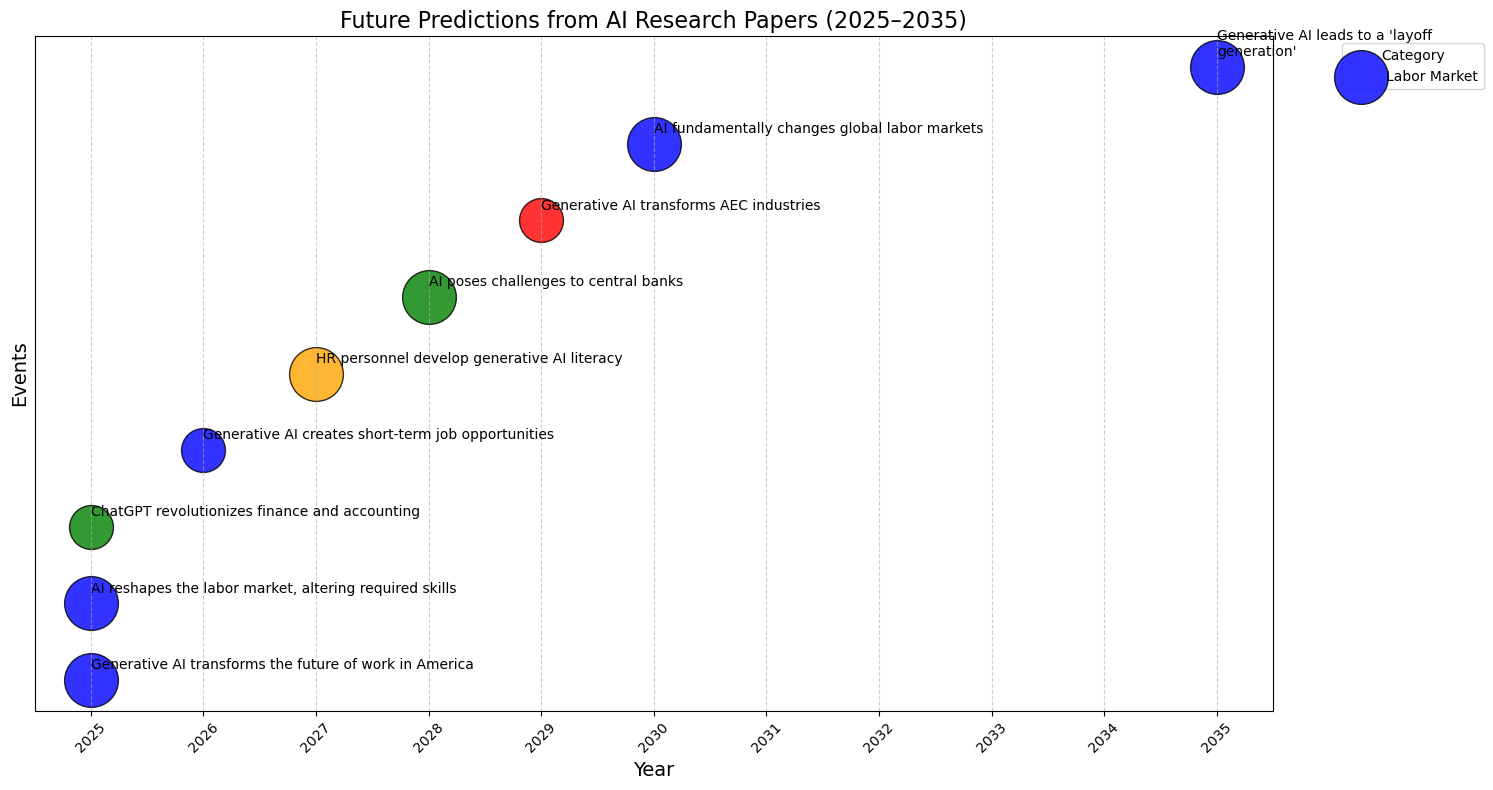 Future Predictions from AI Research Papers (2025–2035)
Generative AI leads to a 'layoff
generation'
Category
Labor Market
AI fundamentally changes global labor markets
Generative AI transforms AEC industries
AI poses challenges to central banks
HR personnel develop generative AI literacy
Generative AI creates short-term job opportunities
ChatGPT revolutionizes finance and accounting
AI reshapes the labor market, altering required skills
Generative AI transforms the future of work in America
Events
2025 2026 2027 2028 2029 2030 2031 2032 2033 2034 2035
Year